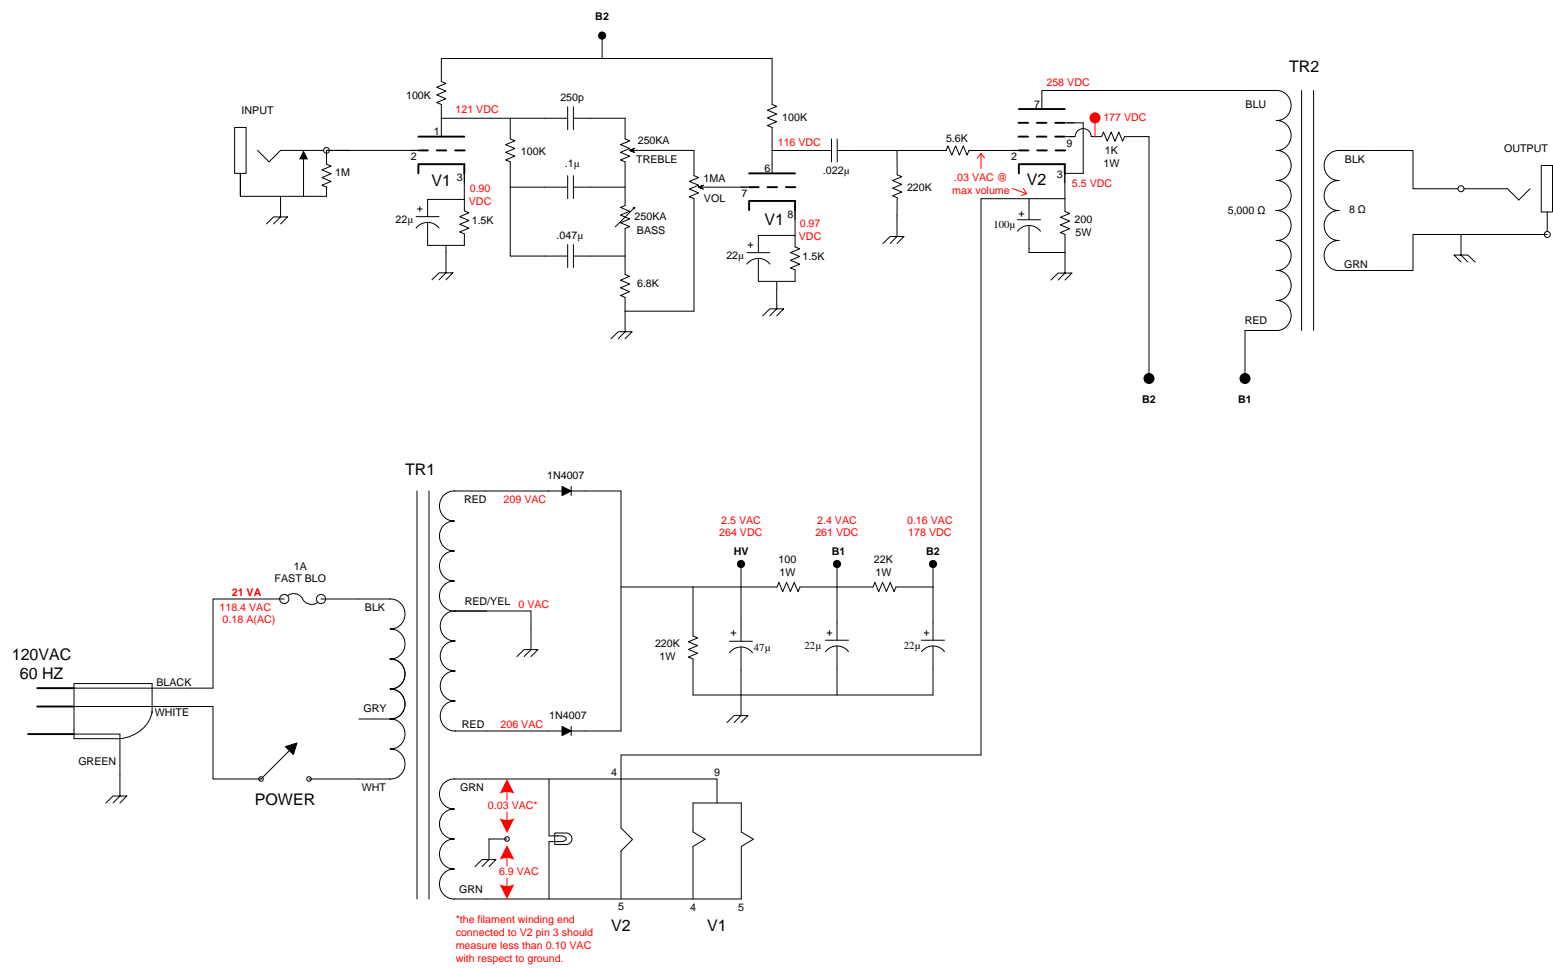 B2
TR2
INPUT
100K
121 VDC
250p
1
2
3
V1
1M
0.90
VDC
22µ
1.5K
100K
.1µ
.047µ
250KA
TREBLE
250KA
BASS
6.8K
1MA
VOL
100K
116 VDC
6
7
8
V1
0.97
VDC
22µ
1.5K
.022µ
220K
5.6K
.03 VAC @
max volume
258 VDC
7
9
2
3
V2
177 VDC
1K
1W
5.5 VDC
100µ
200
5W
BLU
5,000 Ω
RED
BLK
8 Ω
GRN
OUTPUT
B2
B1
TR1
1N4007
RED
209 VAC
RED/YEL
0 VAC
RED
206 VAC
1N4007
2.5 VAC
264 VDC
HV
2.4 VAC
261 VDC
B1
0.16 VAC
178 VDC
B2
100
1W
22K
1W
220K
1W
47µ
22µ
22µ
1A
FAST BLO
21 VA
118.4 VAC
0.18 A(AC)
BLK
120VAC
60 HZ
BLACK
WHITE
GREEN
GRY
WHT
POWER
GRN
0.03 VAC*
6.9 VAC
GRN
4
9
5
4
5
V2
V1
*the filament winding end
connected to V2 pin 3 should
measure less than 0.10 VAC
with respect to ground.